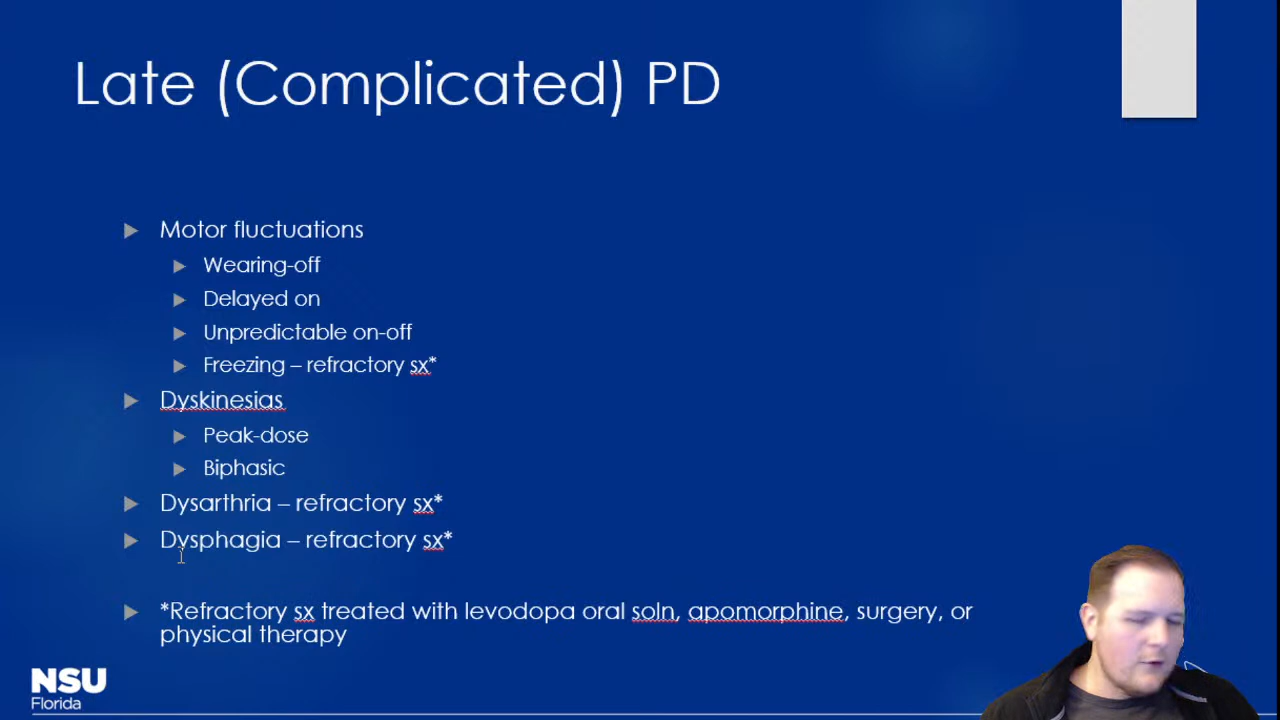 Late (Complicated) PD
Motor fluctuations
Wearing-off
Delayed on
Unpredictable on-off
Freezing – refractory sx*
Dyskinesias
Peak-dose
Biphasic
Dysarthria – refractory sx*
Dysphagia – refractory sx*
*Refractory sx treated with levodopa oral soln, apomorphine, surgery, or
physical therapy
NSU
Florida